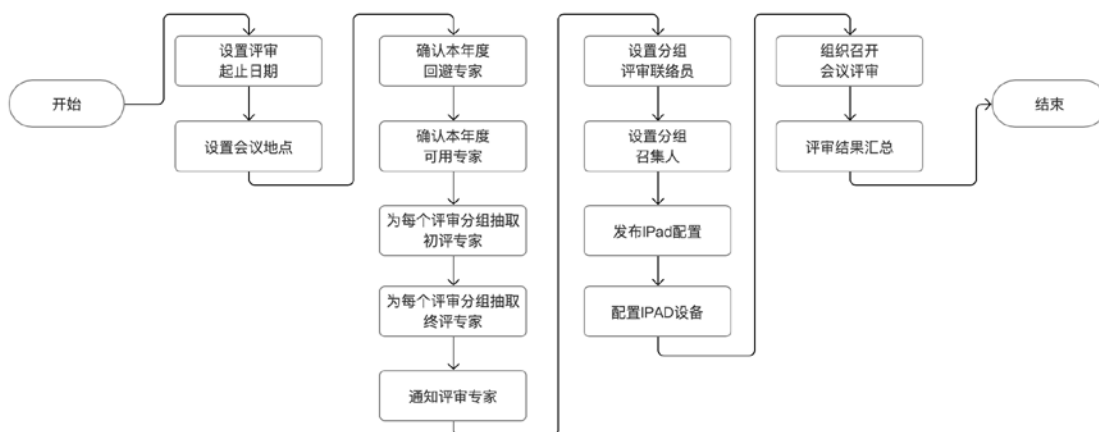 开始
设置评审
起止日期
设置会议地点
确认本年度
回避专家
确认本年度
可用专家
为每个评审分组抽取
初评专家
为每个评审分组抽取
终评专家
通知评审专家
设置分组
评审联络员
设置分组
召集人
发布IPad配置
配置IPAD设备
组织召开
会议评审
评审结果汇总
结束